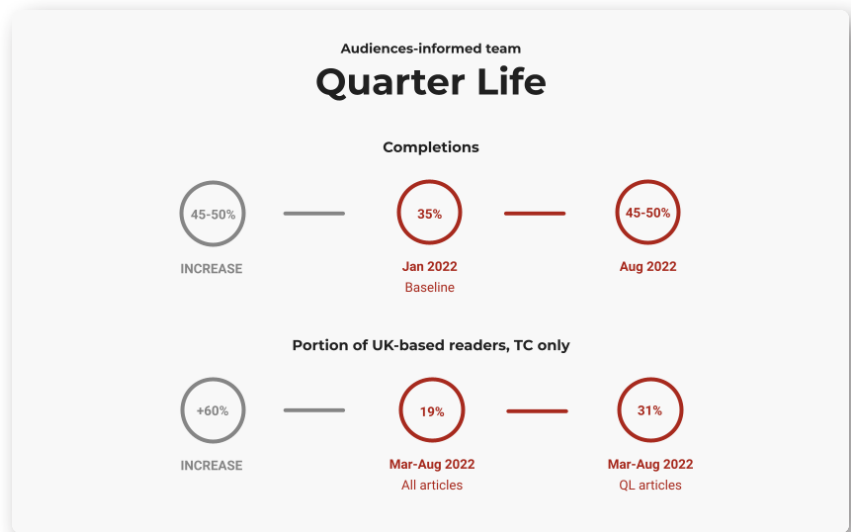 Audiences-informed team
Quarter Life
Completions
45-50%
35%
45-50%
INCREASE
Jan 2022
Aug 2022
Baseline
Portion of UK-based readers, TC only
+60%
19%
31%
INCREASE
Mar-Aug 2022
Mar-Aug 2022
All articles
QL articles